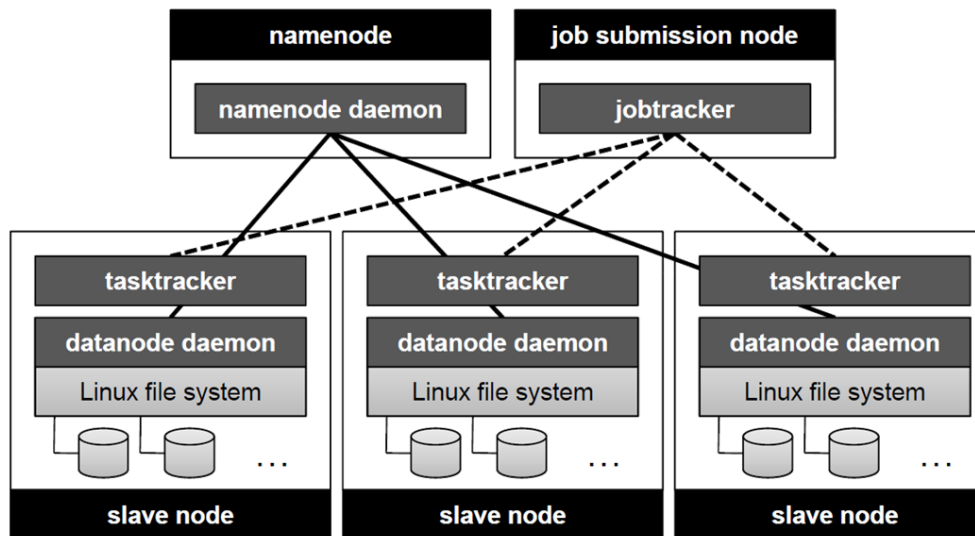 namenode
job submission node
namenode daemon
jobtracker
tasktracker
tasktracker
tasktracker
datanode daemon
datanode daemon
datanode daemon
Linux file system
Linux file system
Linux file system
...
...
...
slave node
slave node
slave node